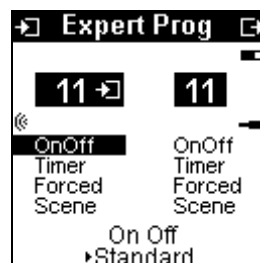 Expert Prog
11 11
OnOff OnOff
Timer Timer
Forced Forced
Scene Scene
On Off
Standard